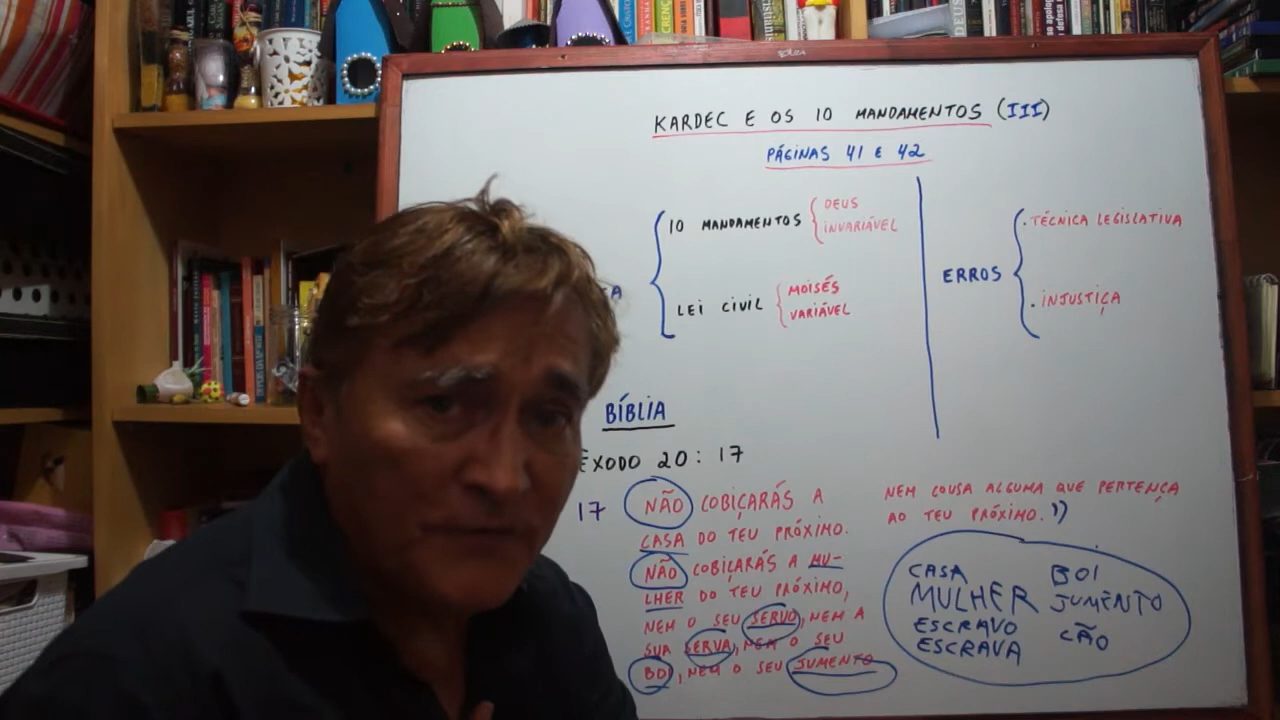 KARDEC E OS 10 MANDAMENTOS (III)
PÁGINAS 41 E 42
10 MANDAMENTOS
DEUS
INVARIÁVEL
LEI CIVIL
MOISÉS
VARIÁVEL
ERROS
. TÉCNICA LEGISLATIVA
. INJUSTIÇA
BÍBLIA
ÊXODO 20: 17
17 NÃO COBIÇARÁS A
CASA DO TEU PRÓXIMO.
NÃO COBIÇARÁS A MU-
LHER DO TEU PRÓXIMO,
NEM O SEU SERVO, NEM A
SUA SERVA, NEM O SEU
BOI, NEM O SEU JUMENTO
NEM COUSA ALGUMA QUE PERTENÇA
AO TEU PRÓXIMO.")
CASA
MULHER
ESCRAVO
ESCRAVA
BOI
JUMENTO
CÃO